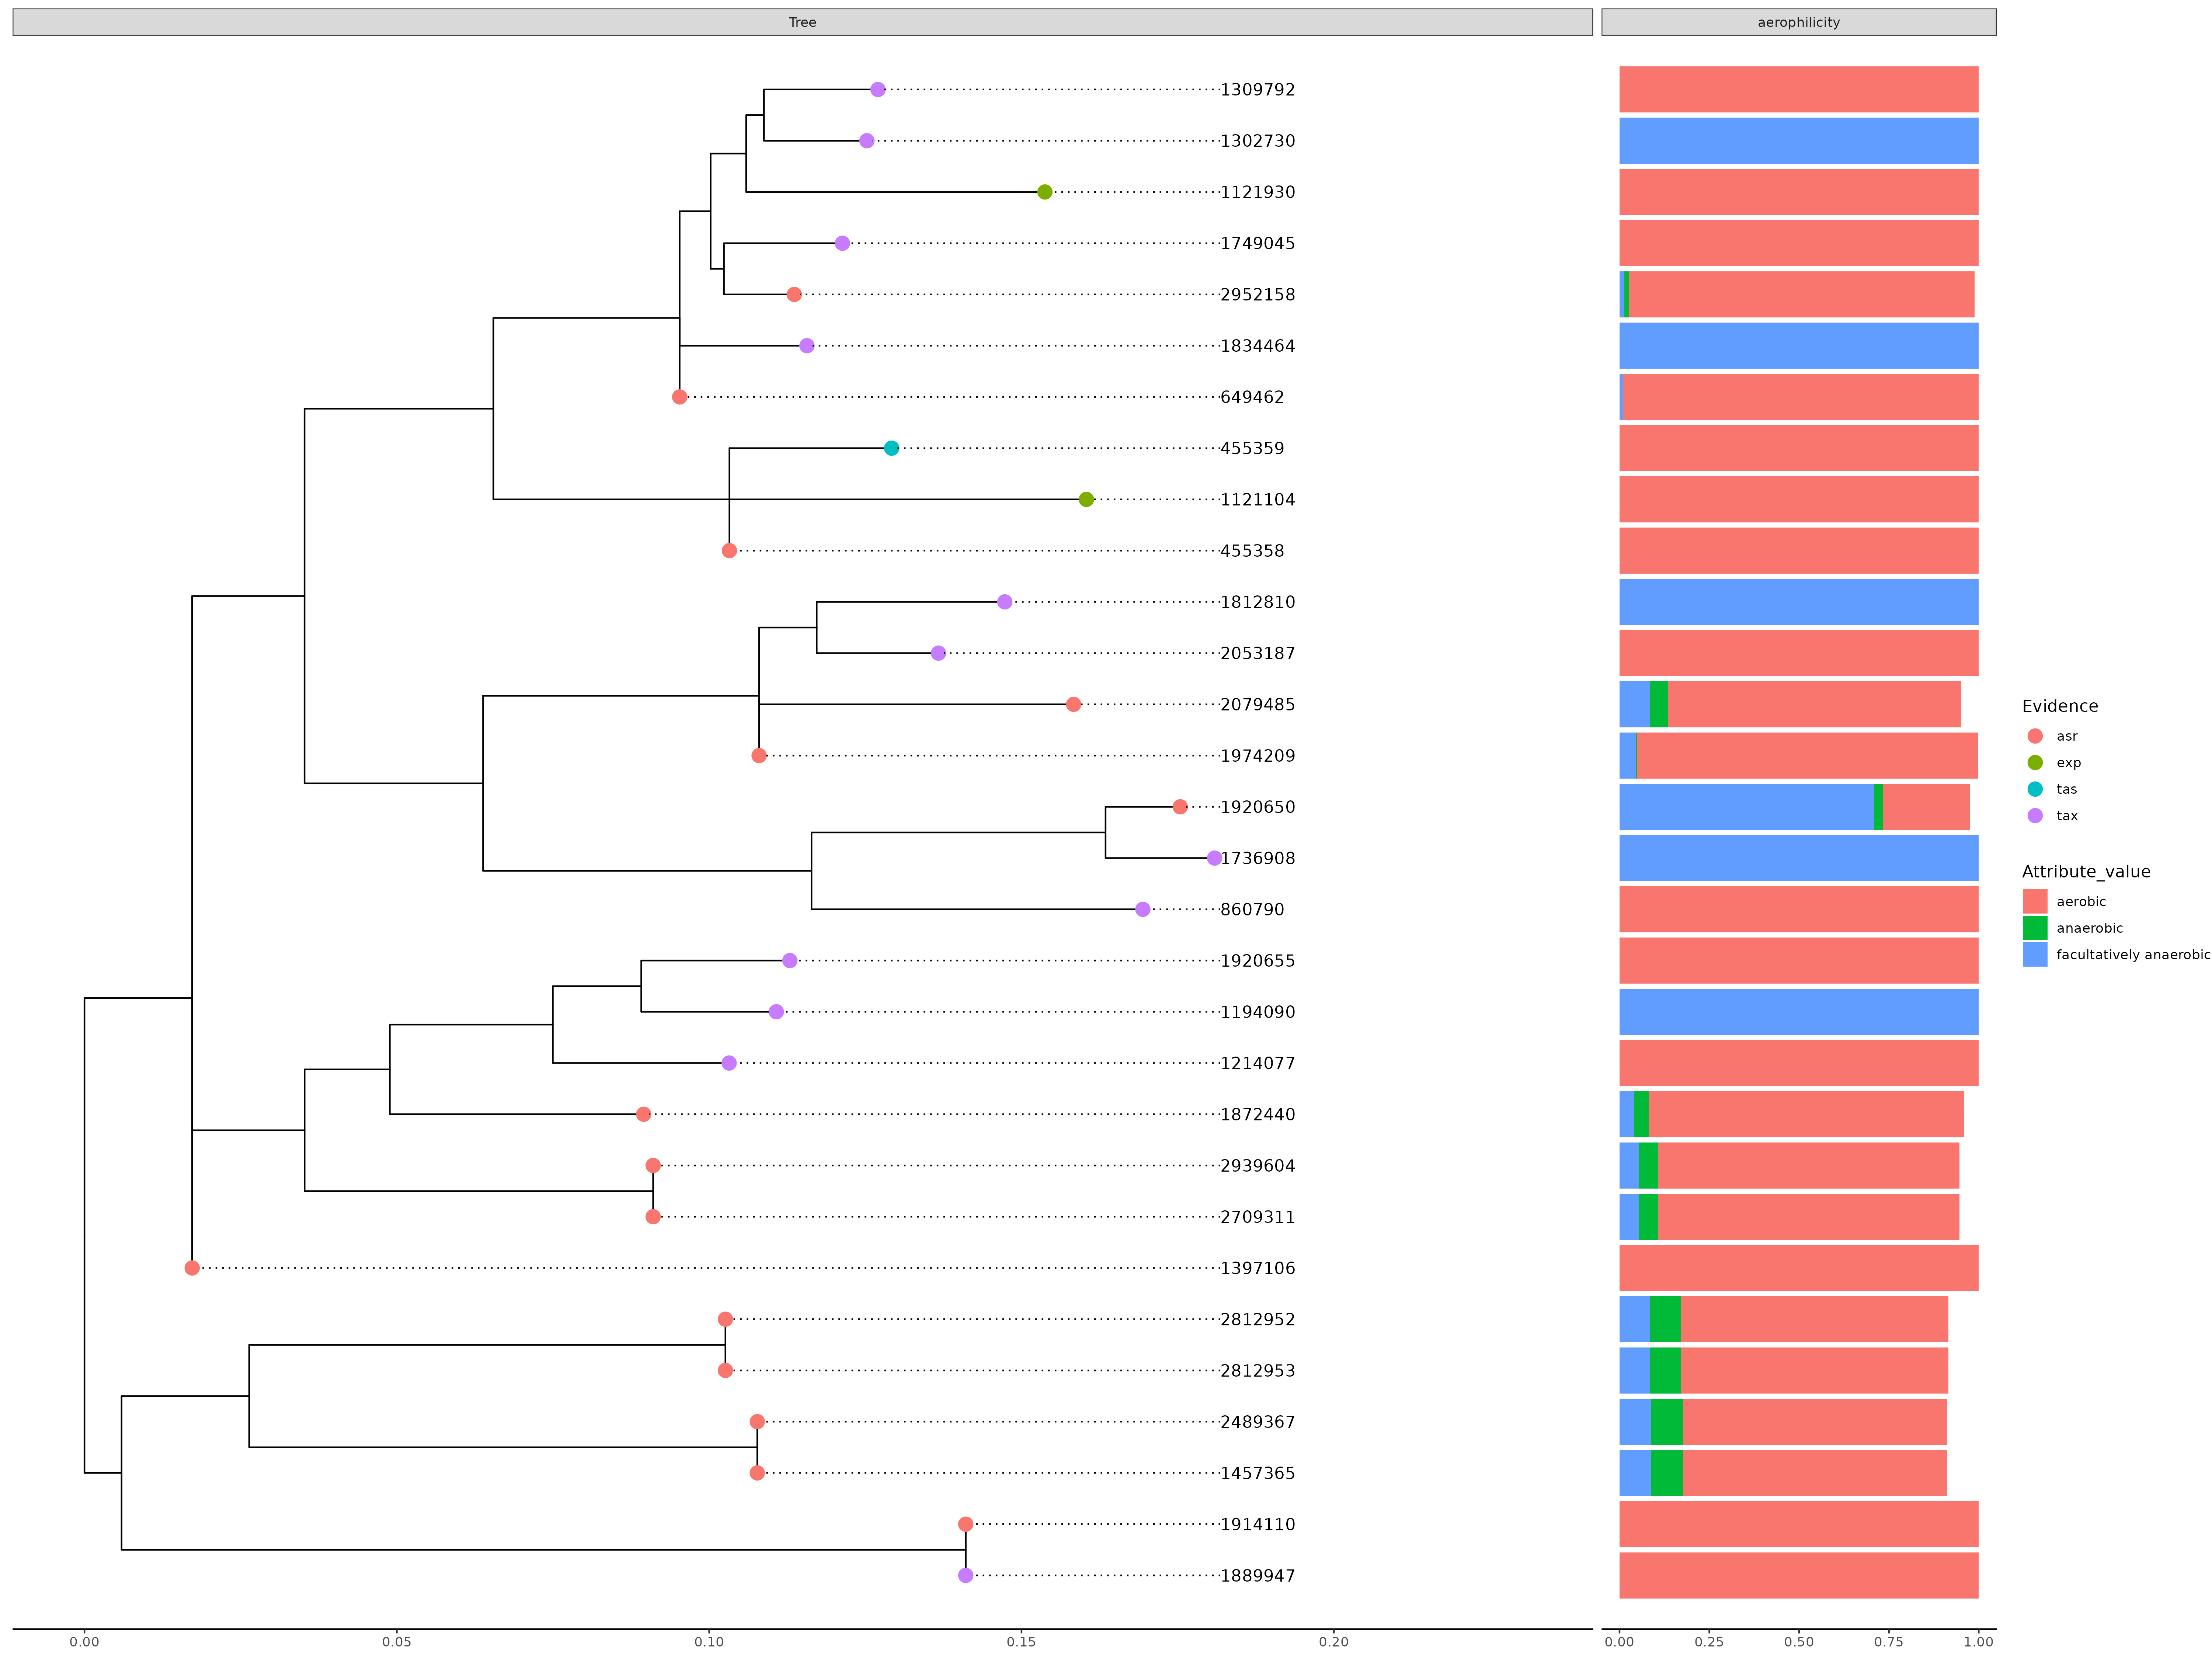 Tree aerophilicity
1309792
1302730
1121930
1749045
2952158
1834464
649462
455359
1121104
455358
1812810
2053187
2079485
1974209
1920650
1736908
860790
1920655
1194090
1214077
1872440
2939604
2709311
1397106
2812952
2812953
2489367
1457365
1914110
1889947
0.00 0.05 0.10 0.15 0.20
0.00 0.25 0.50 0.75 1.00
Evidence
asr
exp
tas
tax
Attribute_value
aerobic
anaerobic
facultatively anaerobic